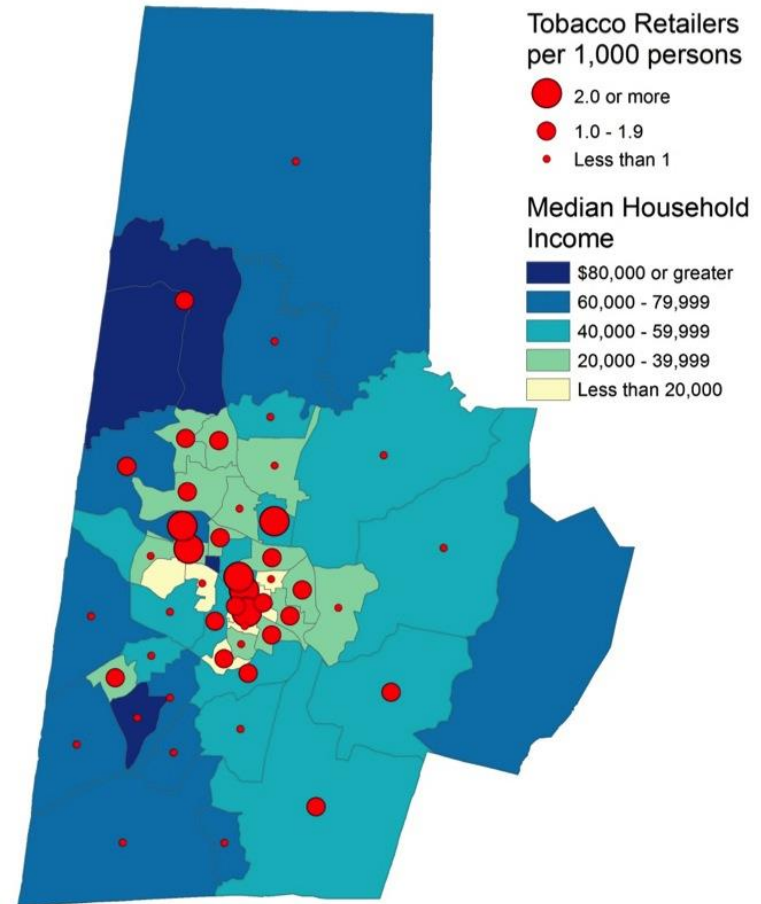 Tobacco Retailers
per 1,000 persons
2.0 or more
1.0 - 1.9
Less than 1
Median Household
Income
$80,000 or greater
60,000 - 79,999
40,000 - 59,999
20,000 - 39,999
Less than 20,000